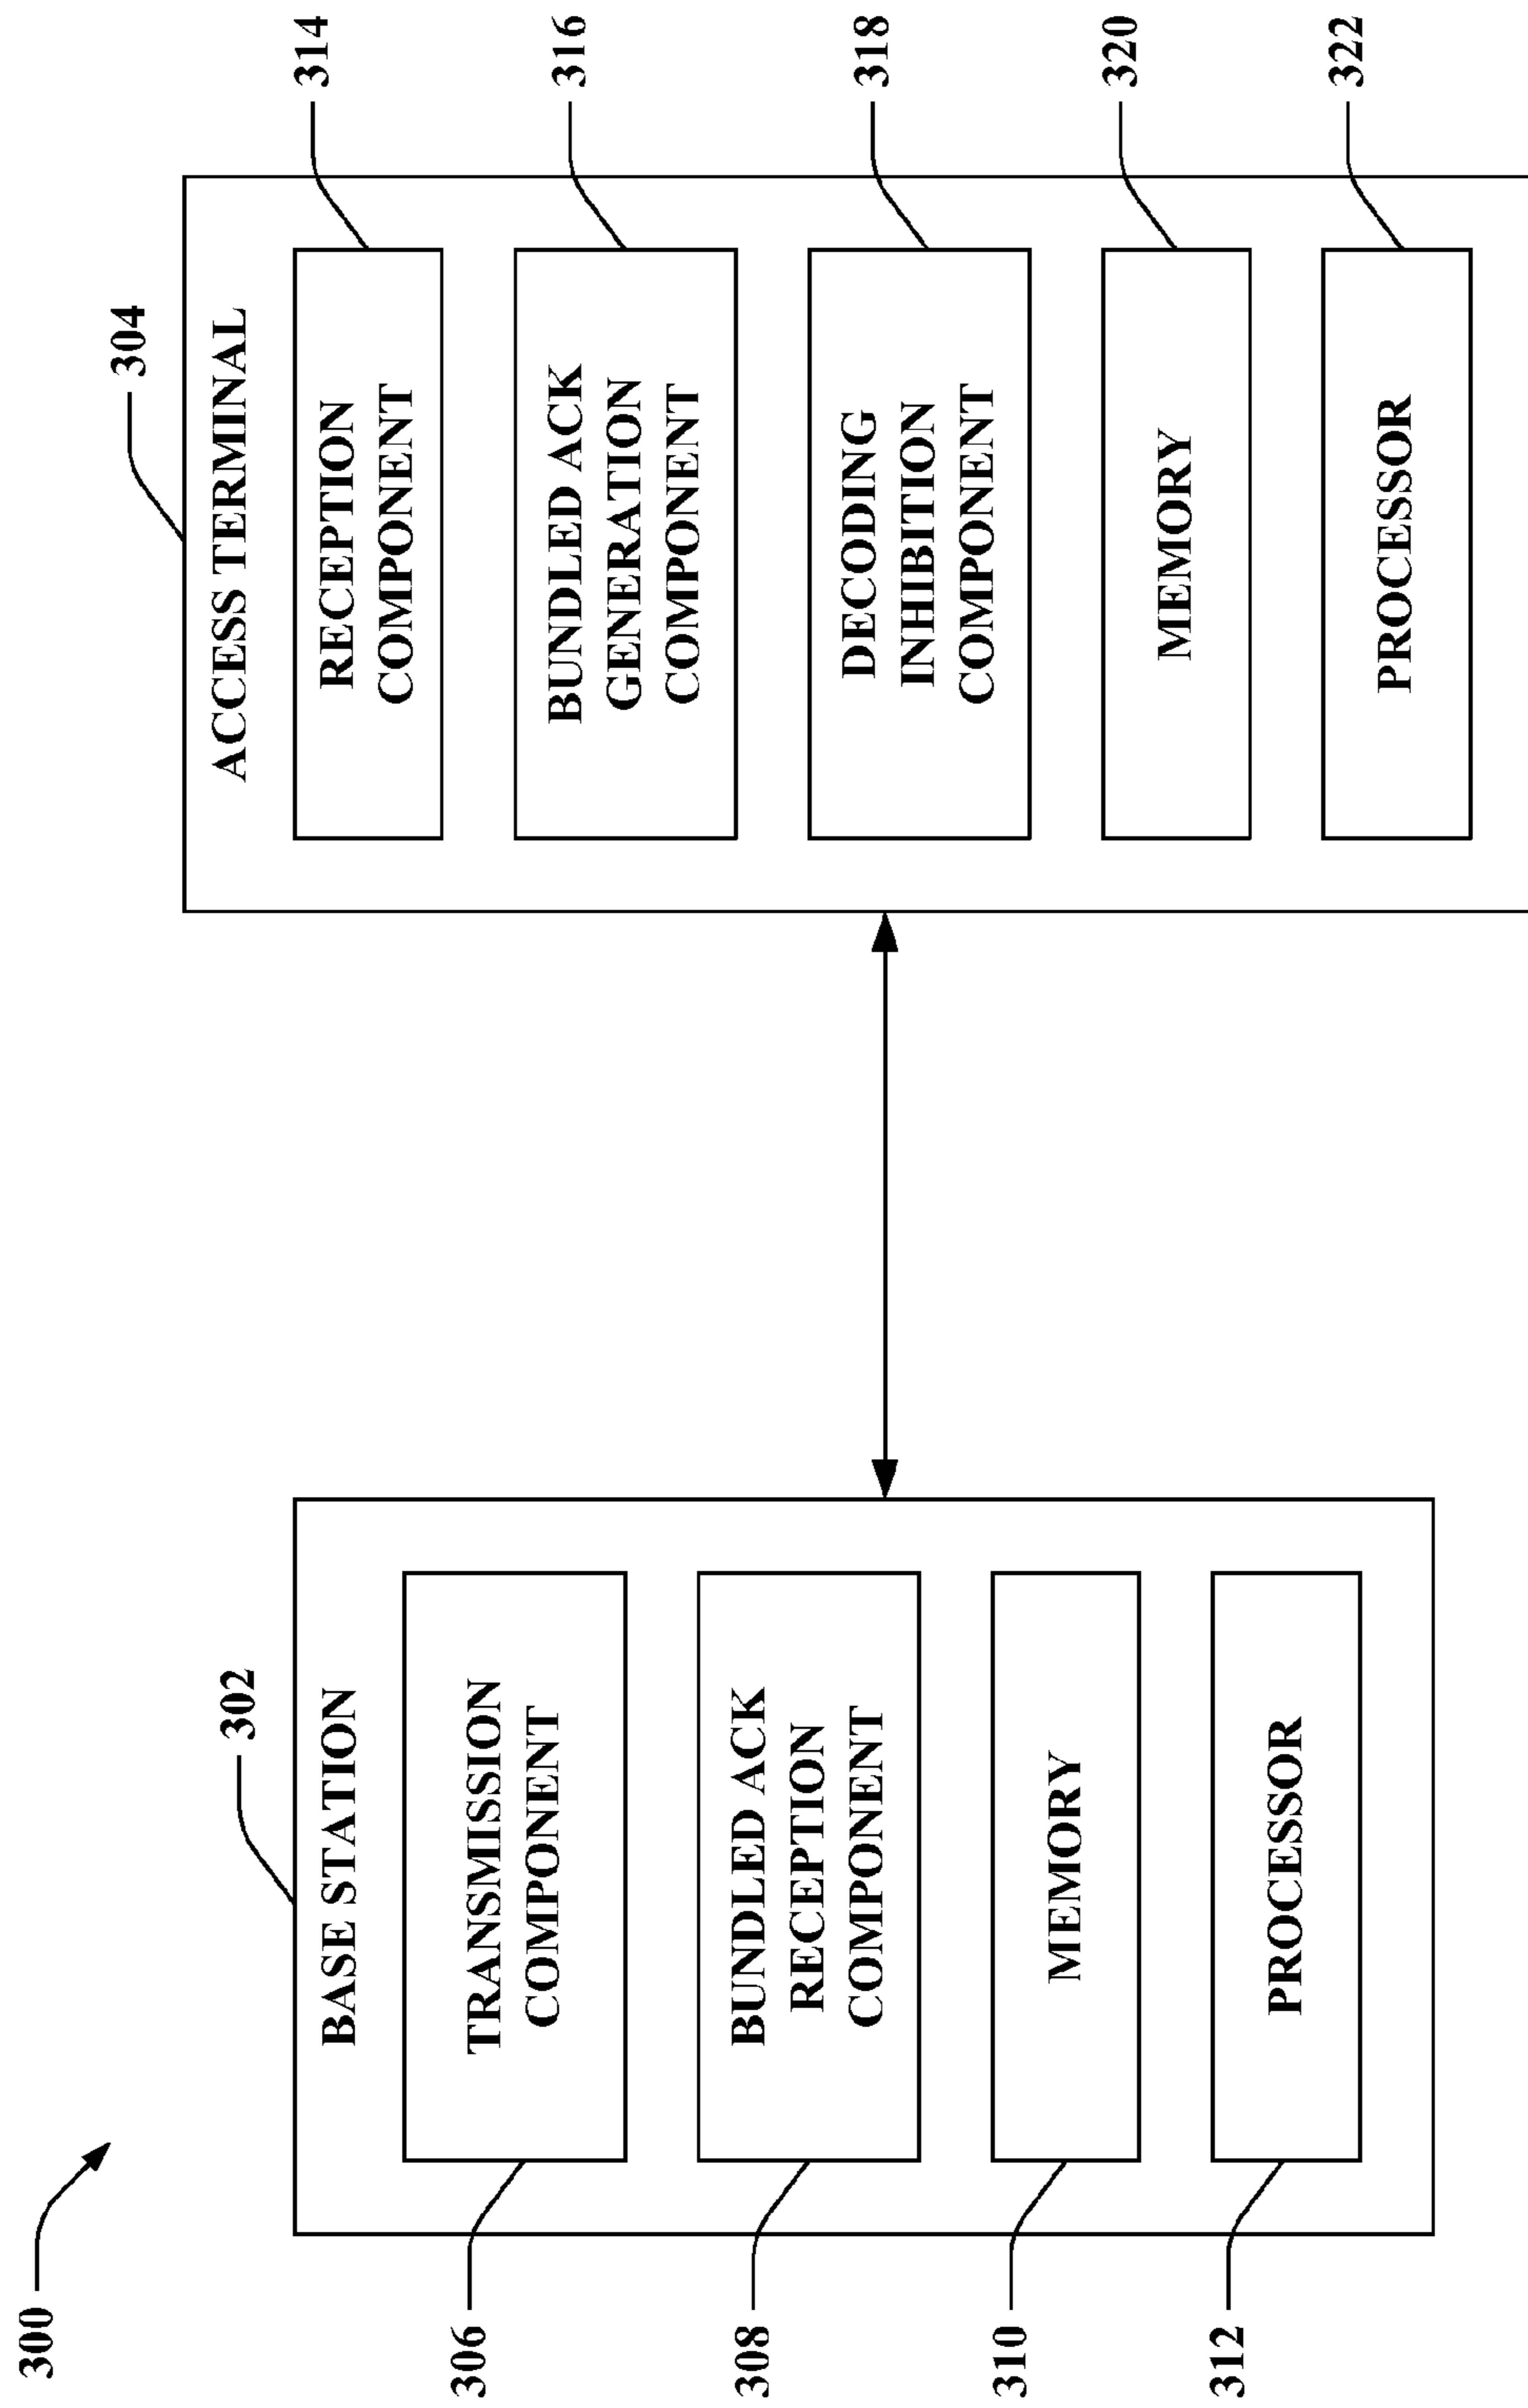 300
302
BASE STATION
306
TRANSMISSION
COMPONENT
308
BUNDLED ACK
RECEPTION
COMPONENT
310
MEMORY
312
PROCESSOR
304
ACCESS TERMINAL
314
RECEPTION
COMPONENT
316
BUNDLED ACK
GENERATION
COMPONENT
318
DECODING
INHIBITION
COMPONENT
320
MEMORY
322
PROCESSOR